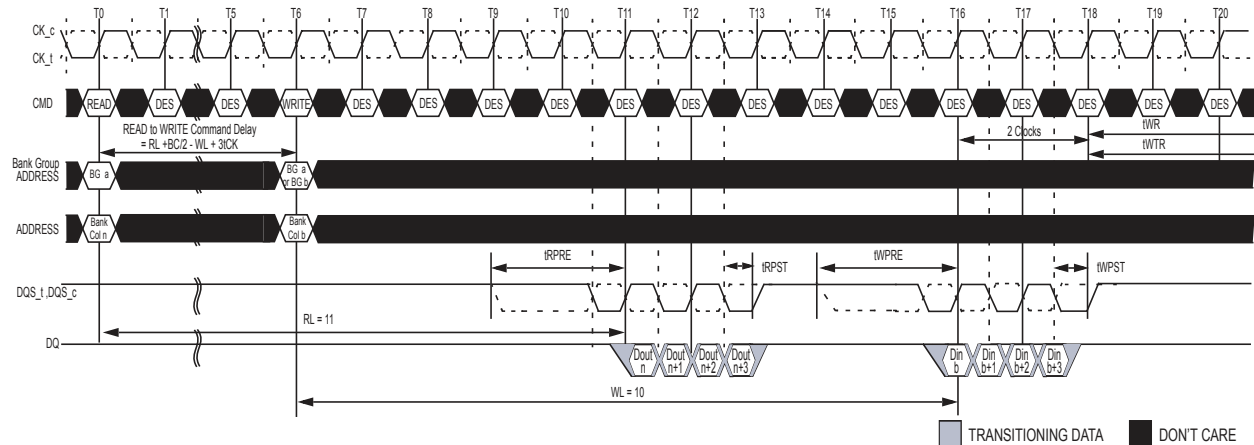 T0 T1 T5 T6 T7 T8 T9 T10 T11 T12 T13 T14 T15 T16 T17 T18 T19 T20
CK_c
CK_t
CMD READ DES DES WRITE DES DES DES DES DES DES DES DES DES DES DES DES DES DES
READ to WRITE Command Delay
= RL +BC/2 - WL + 3tCK
2 Clocks
tWR
tWTR
Bank Group
ADDRESS
BG a
BG a
or BG b
ADDRESS
Bank
Col n
Bank
Col b
tRPRE
tRPST
tWPRE
tWPST
DQS_t ,DQS_c
RL = 11
DQ
Dout
n
Dout
n+1
Dout
n+2
Dout
n+3
Din
b
Din
b+1
Din
b+2
Din
b+3
WL = 10
TRANSITIONING DATA
DON'T CARE